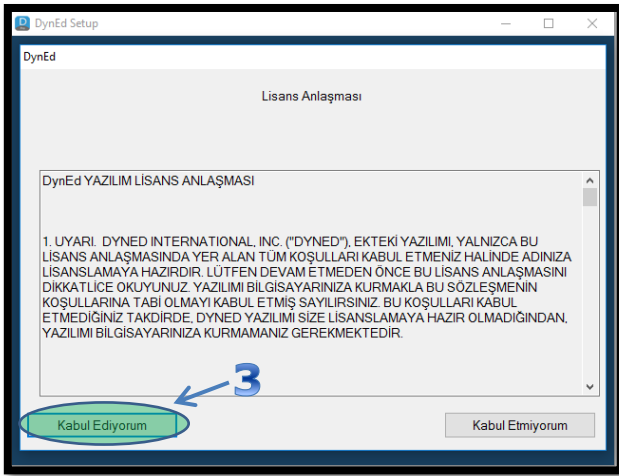 DynEd Setup
DynEd
Lisans Anlaşması
DynEd YAZILIM LİSANS ANLAŞMASI
1. UYARI. DYNED INTERNATIONAL, INC. ("DYNED"), EKTEKİ YAZILIMI, YALNIZCA BU
LİSANS ANLAŞMASINDA YER ALAN TÜM KOŞULLARI KABUL ETMENİZ HALİNDE ADINIZA
LİSANSLAMAYA HAZIRDIR. LÜTFEN DEVAM ETMEDEN ÖNCE BU LİSANS ANLAŞMASINI
DİKKATLİCE OKUYUNUZ. YAZILIMI BİLGİSAYARINIZA KURMAKLA BU SÖZLEŞMENİN
KOŞULLARINA TABİ OLMAYI KABUL ETMİŞ SAYILIRSINIZ. BU KOŞULLARI KABUL
ETMEDİĞİNİZ TAKDİRDE, DYNED YAZILIMI SİZE LİSANSLAMAYA HAZIR OLMADIĞINDAN,
YAZILIMI BİLGİSAYARINIZA KURMAMANIZ GEREKMEKTEDİR.
3
Kabul Ediyorum
Kabul Etmiyorum